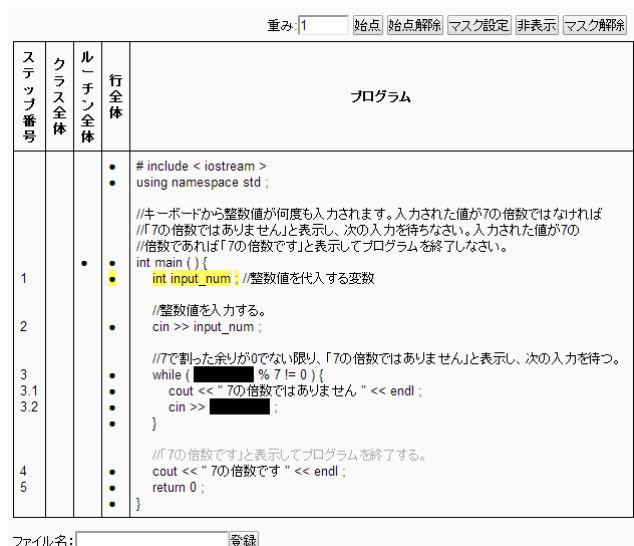 重み:1 始点 始点解除 マスク設定 非表示 マスク解除
ステップ番号 クラス全体 ルーチン全体 行全体 プログラム
# include < iostream >
using namespace std ;
//キーボードから整数値が何度も入力されます。入力された値が7の倍数ではなければ
//「7の倍数ではありません」と表示し、次の入力を待ちなさい。入力された値が7の
//倍数であれば「7の倍数です」と表示してプログラムを終了しなさい。
int main ( ) {
1 int input_num ; //整数値を代入する変数
//整数値を入力する。
2 cin >> input_num ;
//7で割った余りが0でない限り、「7の倍数ではありません」と表示し、次の入力を待つ。
3 while ( % 7 != 0 ) {
3.1 cout << " 7の倍数ではありません " << endl ;
3.2 cin >> ;
}
//「7の倍数です」と表示してプログラムを終了する。
4 cout << " 7の倍数です " << endl ;
5 return 0 ;
}
ファイル名: 登録